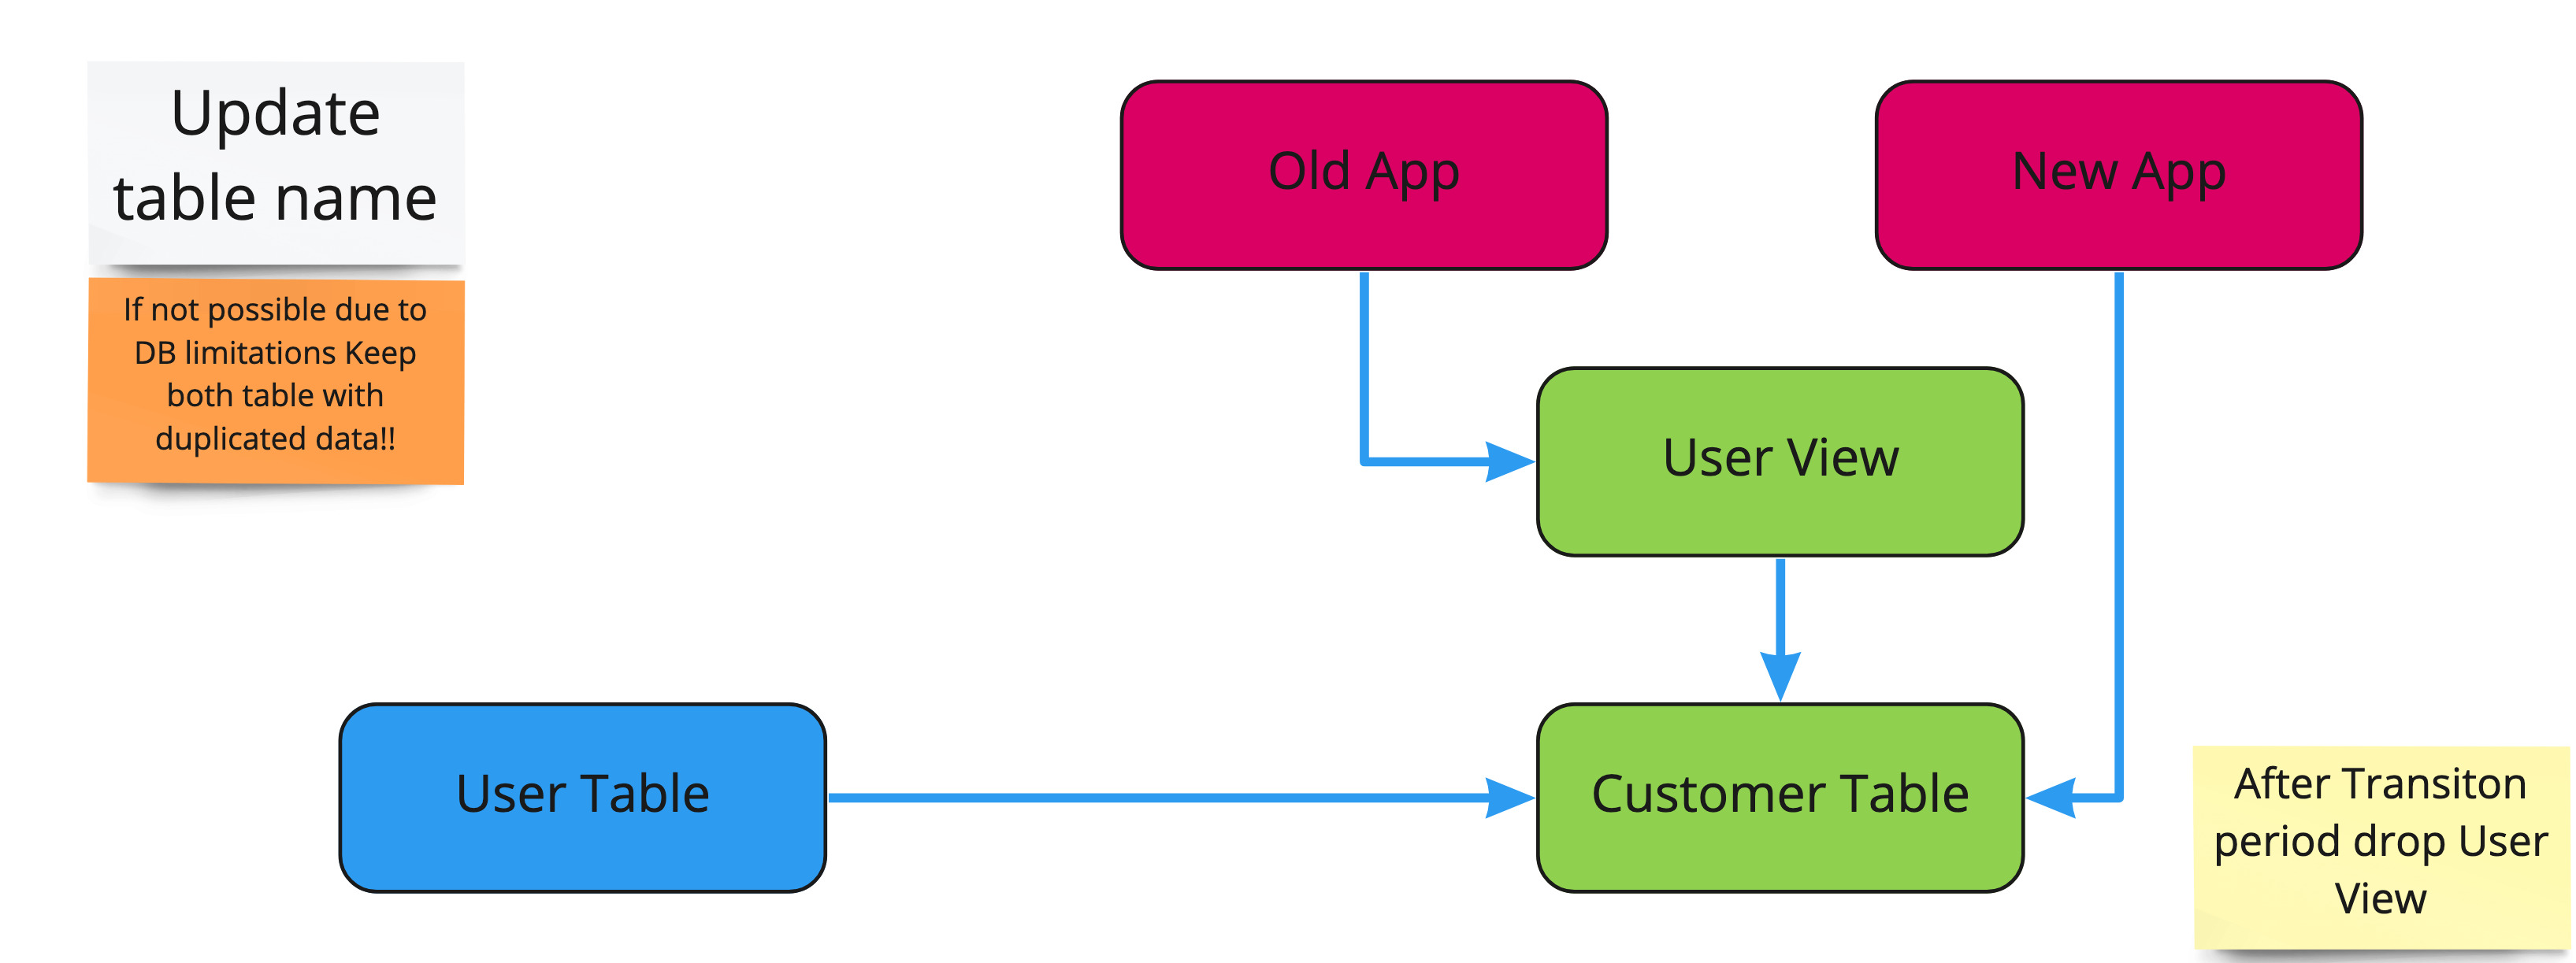 Update
table name
If not possible due to
DB limitations Keep
both table with
duplicated data!!
Old App
New App
User View
User Table
Customer Table
After Transiton
period drop User
View